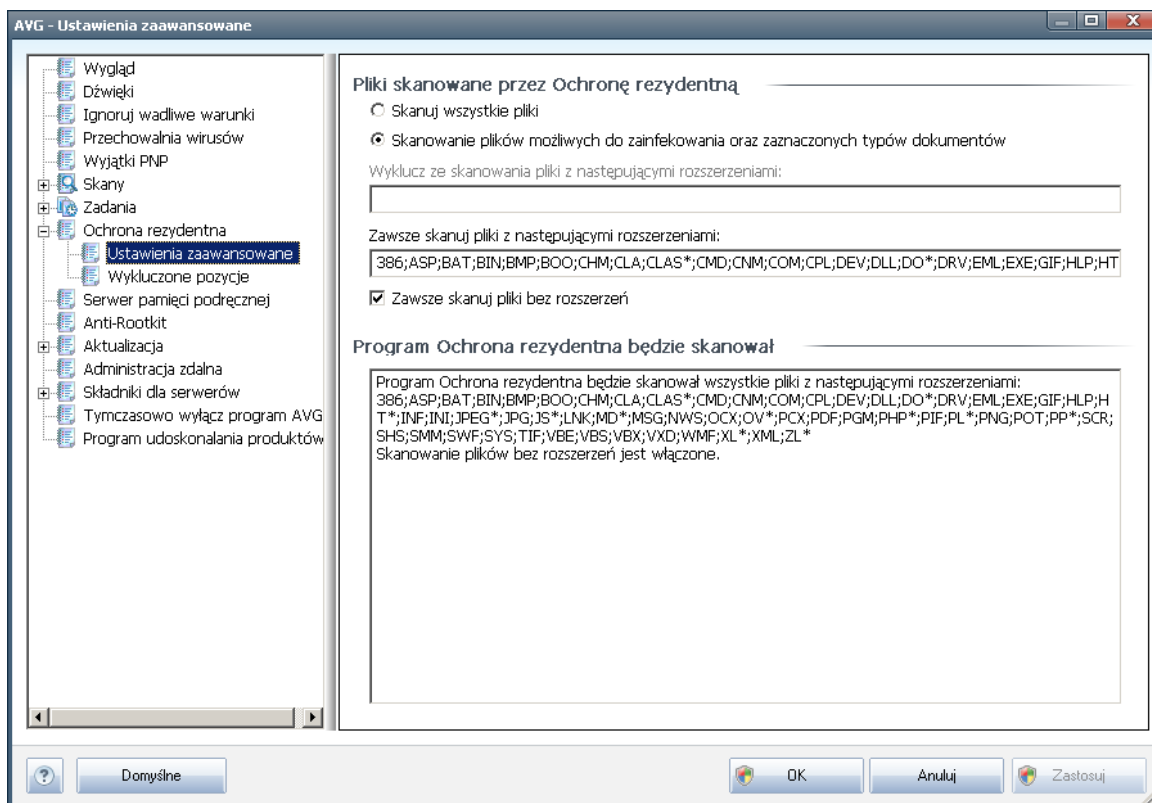 AVG - Ustawienia zaawansowane
Wygląd
Dźwięki
Ignoruj wadliwe warunki
Przechowalnia wirusów
Wyjątki PNP
Skany
Zadania
Ochrona rezydentna
Ustawienia zaawansowane
Wykluczone pozycje
Serwer pamięci podręcznej
Anti-Rootkit
Aktualizacja
Administracja zdalna
Składniki dla serwerów
Tymczasowo wyłącz program AVG
Program udoskonalania produktów
Pliki skanowane przez Ochronę rezydentną
Skanuj wszystkie pliki
Skanowanie plików możliwych do zainfekowania oraz zaznaczonych typów dokumentów
Wyklucz ze skanowania pliki z następującymi rozszerzeniami:
Zawsze skanuj pliki z następującymi rozszerzeniami:
386;ASP;BAT;BIN;BMP;BOO;CHM;CLA;CLAS*;CMD;CNM;COM;CPL;DEV;DLL;DO*;DRV;EML;EXE;GIF;HLP;HT
Zawsze skanuj pliki bez rozszerzeń
Program Ochrona rezydentna będzie skanował
Program Ochrona rezydentna będzie skanował wszystkie pliki z następującymi rozszerzeniami:
386;ASP;BAT;BIN;BMP;BOO;CHM;CLA;CLAS*;CMD;CNM;COM;CPL;DEV;DLL;DO*;DRV;EML;EXE;GIF;HLP;H
T*;INF;INI;JPEG*;JPG;JS*;LNK;MD*;MSG;NWS;OCX;OV*;PCX;PDF;PGM;PHP*;PIF;PL*;PNG;POT;PP*;SCR;
SHS;SMM;SWF;SYS;TIF;VBE;VBS;VBX;VXD;WMF;XL*;XML;ZL*
Skanowanie plików bez rozszerzeń jest włączone.
?
Domyślne
OK
Anuluj
Zastosuj